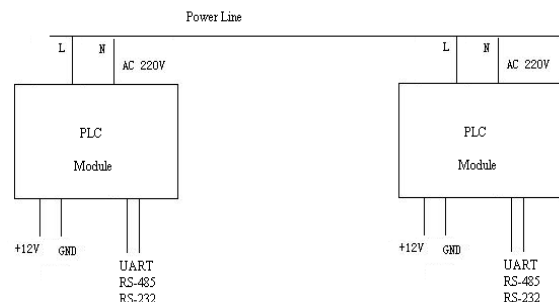 Power Line
L N
AC 220V
PLC
Module
+12V GND
UART
RS-485
RS-232
L N
AC 220V
PLC
Module
+12V GND
UART
RS-485
RS-232